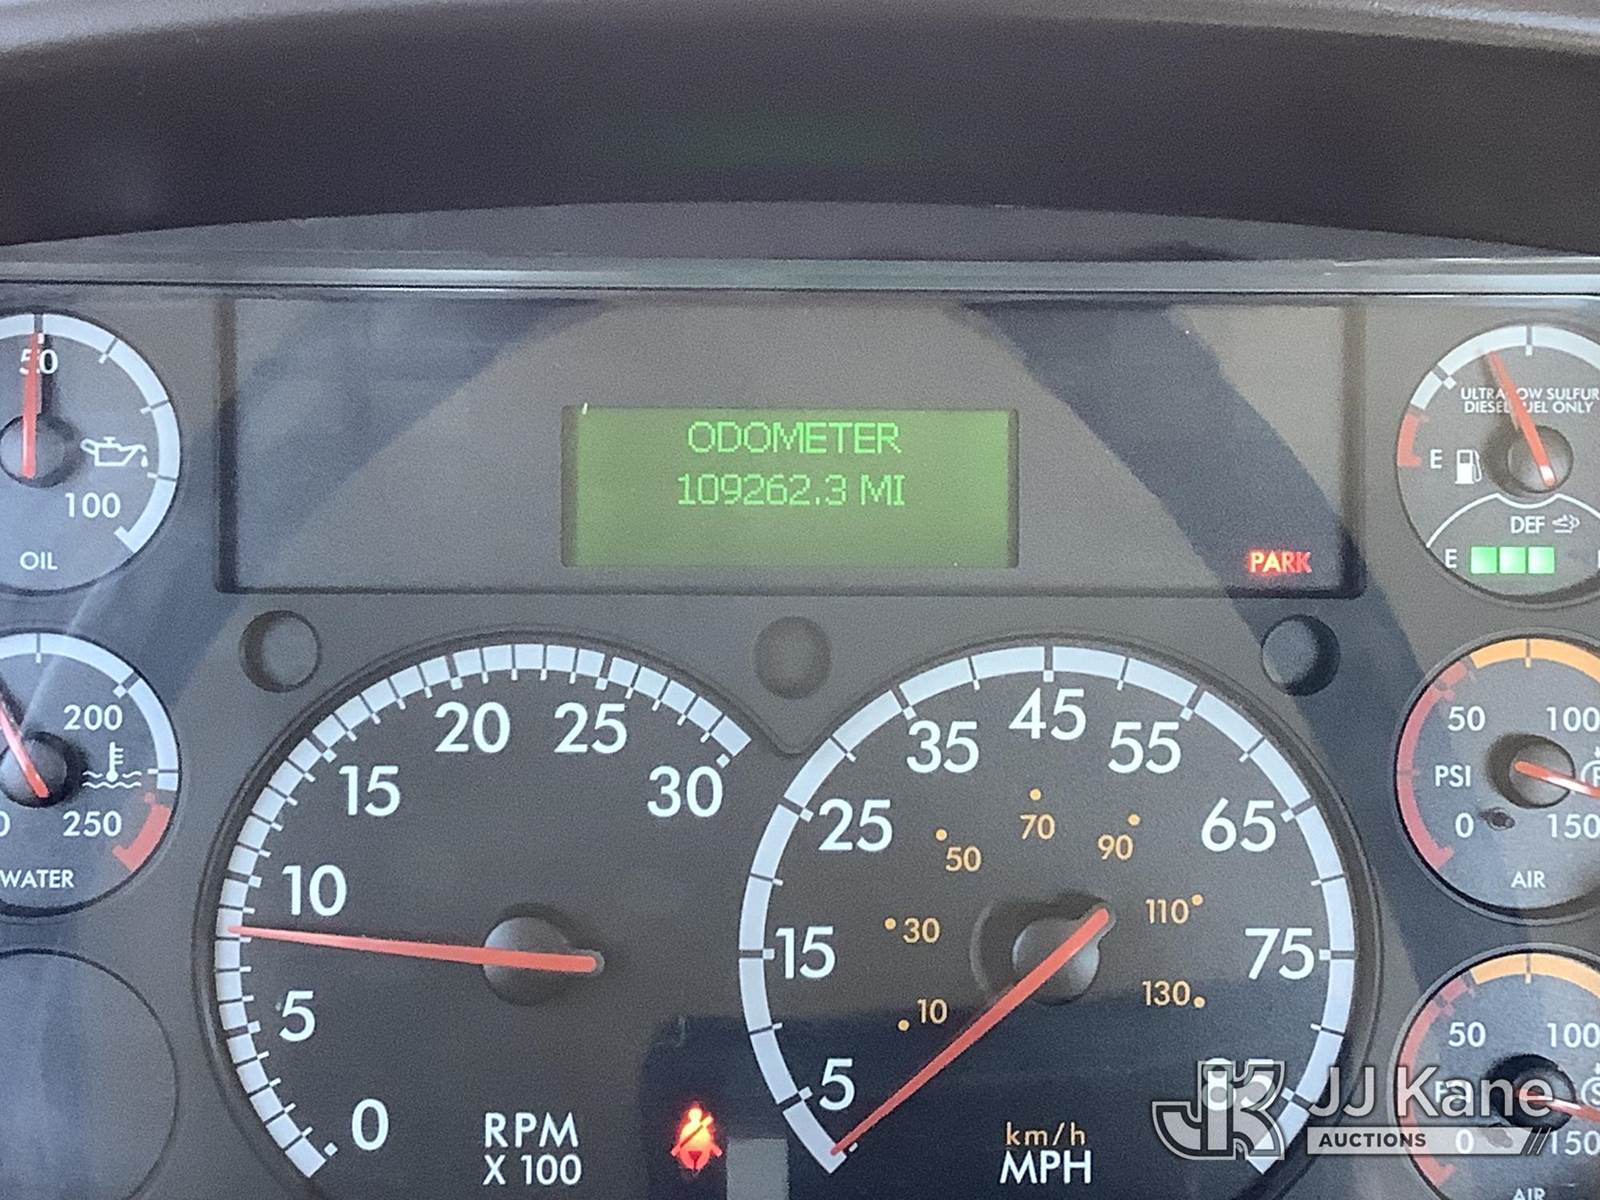 ODOMETER
109262.3 MI
PARK
50
100
OIL
ULTRA LOW SULFUR
DIESEL FUEL ONLY
E
DEF
E
200
250
WATER
0
5
10
15
20
25
30
RPM
X 100
5
15
25
35
45
55
65
75
85
10
30
50
70
90
110
130
km/h
MPH
50
100
PSI
0
150
AIR
50
100
0
150
AIR
JJ Kane
AUCTIONS